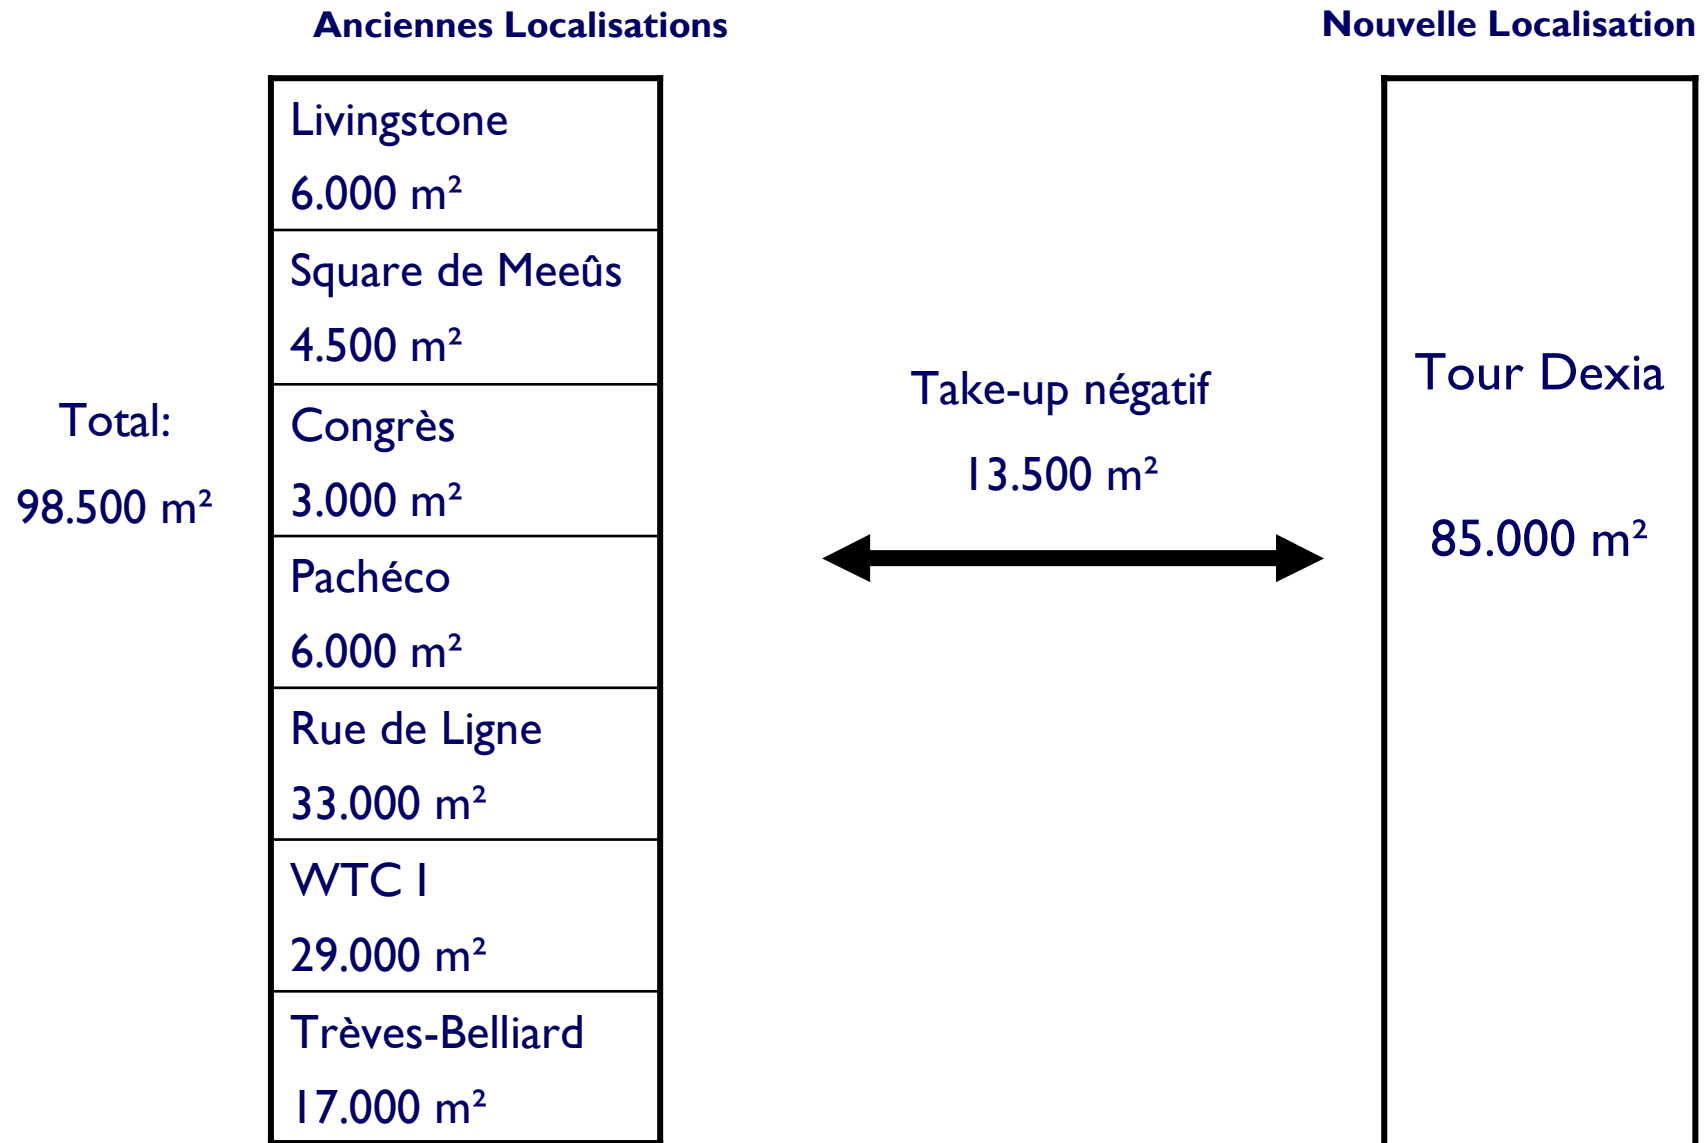 Anciennes Localisations
Nouvelle Localisation
Livingstone
6.000 m²
Square de Meeûs
4.500 m²
Congrès
3.000 m²
Pachéco
6.000 m²
Rue de Ligne
33.000 m²
WTC I
29.000 m²
Trèves-Belliard
17.000 m²
Total:
98.500 m²
Take-up négatif
13.500 m²
Tour Dexia
85.000 m²